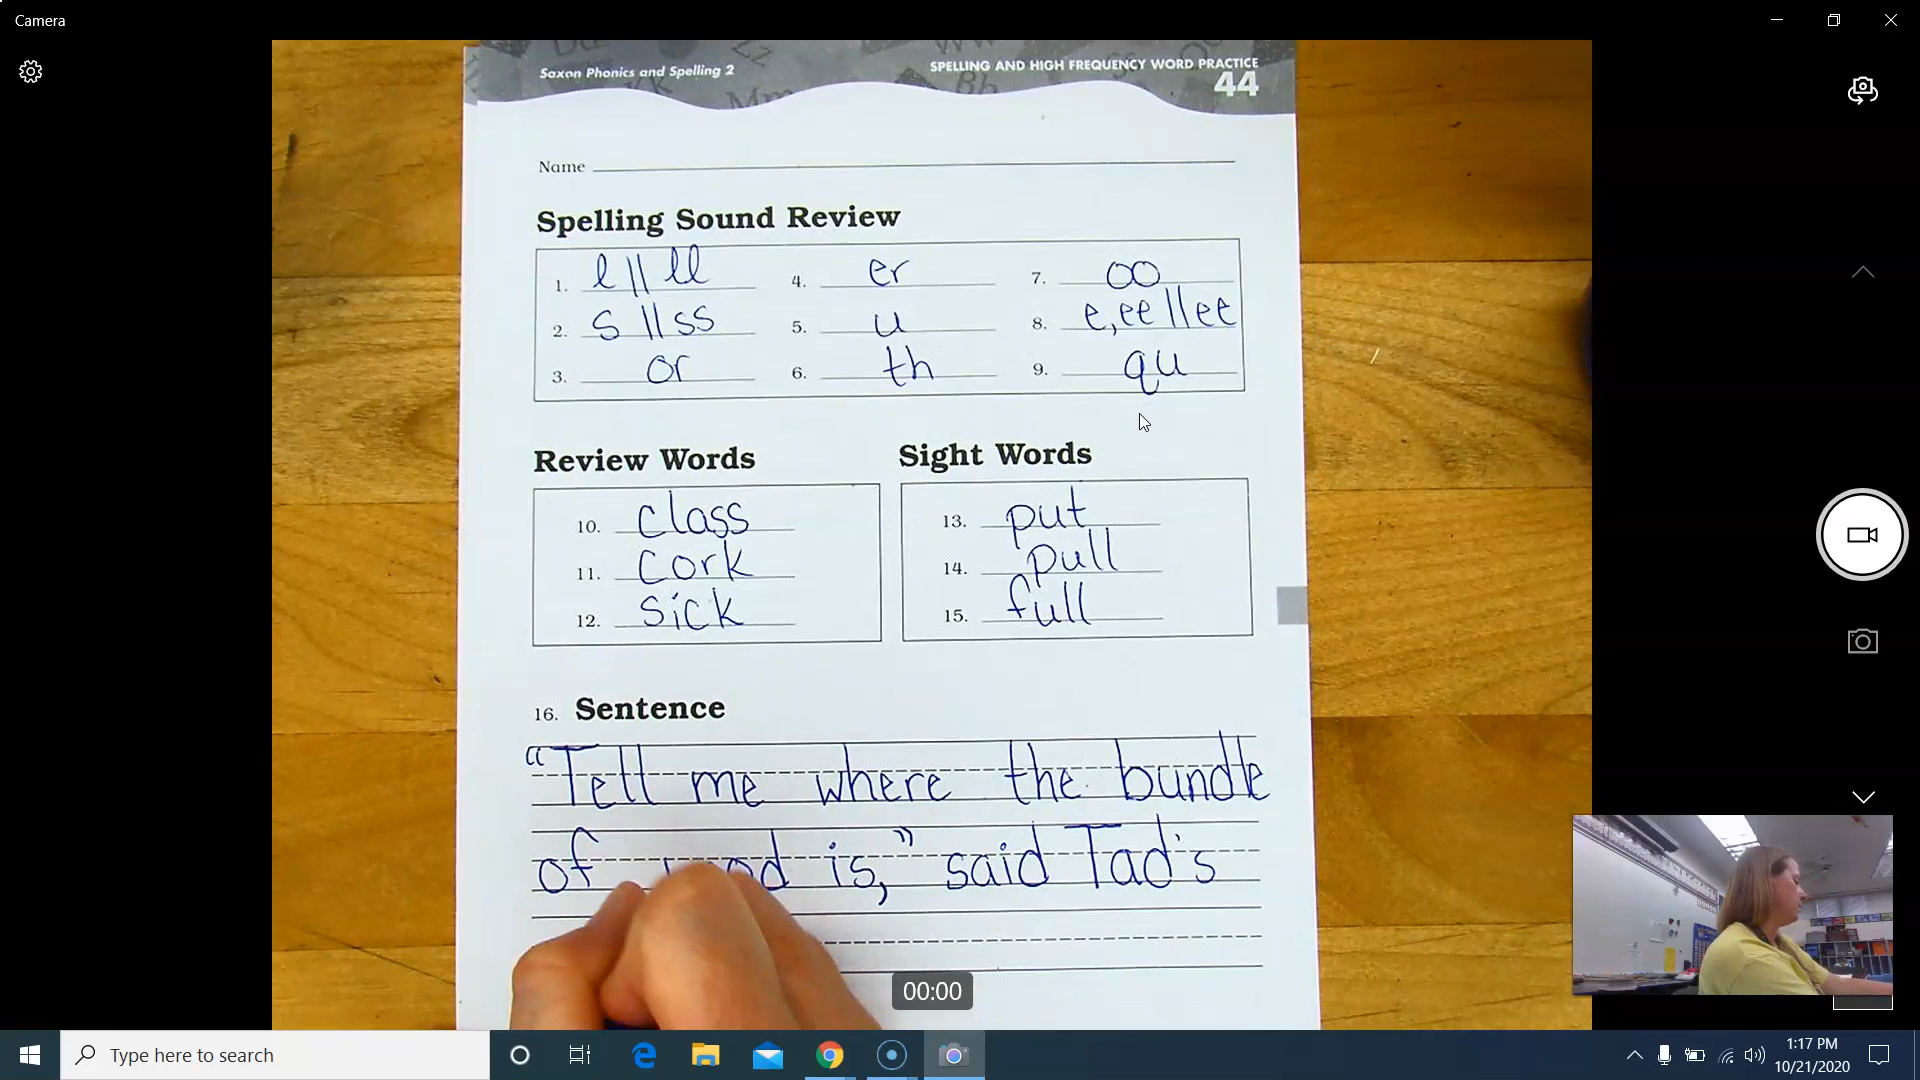 Camera
Saxon Phonics and Spelling 2
SPELLING AND HIGH FREQUENCY WORD PRACTICE
44
Name
Spelling Sound Review
1. l || ll
2. s || ss
3. or
4. er
5. u
6. th
7. oo
8. e, ee || ee
9. qu
Review Words
10. class
11. cork
12. sick
Sight Words
13. put
14. pull
15. full
16. Sentence
“Tell me where the bundle
of is,” said Tad's
00:00
Type here to search
1:17 PM
10/21/2020